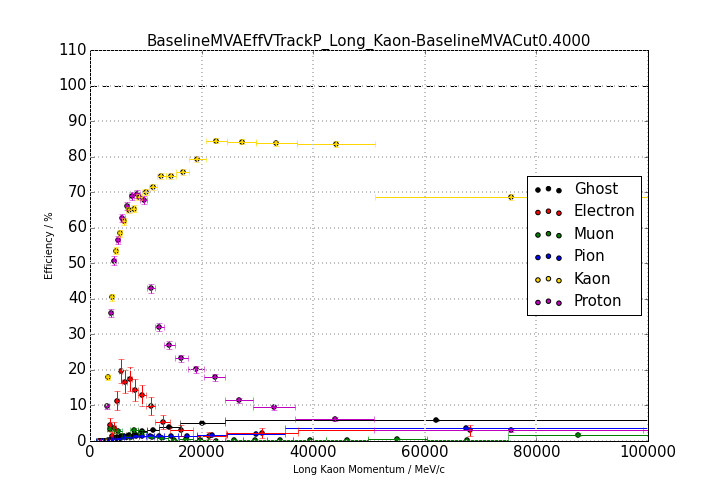 BaselineMVAEffVTrackP_Long_Kaon-BaselineMVACut0.4000
110
100
90
80
70
60
50
40
30
20
10
0
Efficiency / %
Ghost
Electron
Muon
Pion
Kaon
Proton
0 20000 40000 60000 80000 100000
Long Kaon Momentum / MeV/c